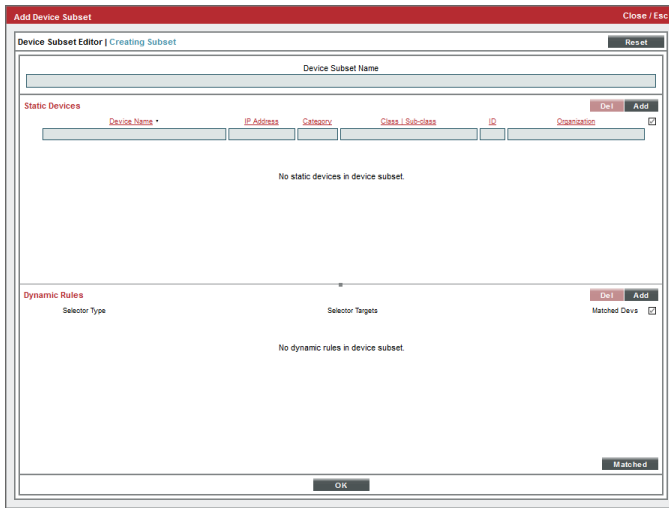 Add Device Subset Close / Esc
Device Subset Editor | Creating Subset Reset
Device Subset Name
Static Devices Del Add
Device Name • IP Address Category Class | Sub-class ID Organization
No static devices in device subset.
Dynamic Rules Del Add
Selector Type Selector Targets Matched Devs
No dynamic rules in device subset.
Matched
OK